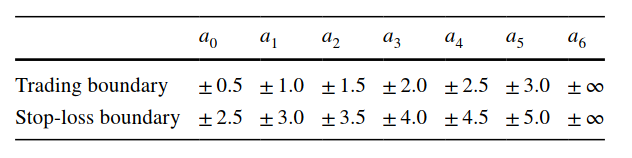 a0 a1 a2 a3 a4 a5 a6
Trading boundary ±0.5 ±1.0 ±1.5 ±2.0 ±2.5 ±3.0 ±∞
Stop-loss boundary ±2.5 ±3.0 ±3.5 ±4.0 ±4.5 ±5.0 ±∞